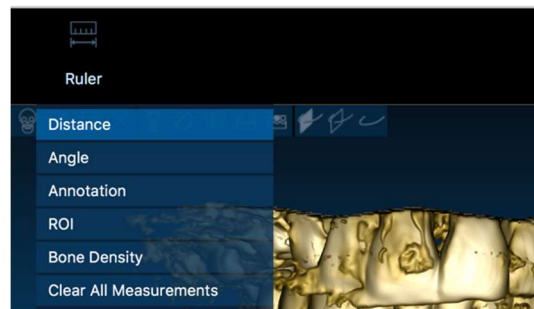 Ruler
Distance
Angle
Annotation
ROI
Bone Density
Clear All Measurements